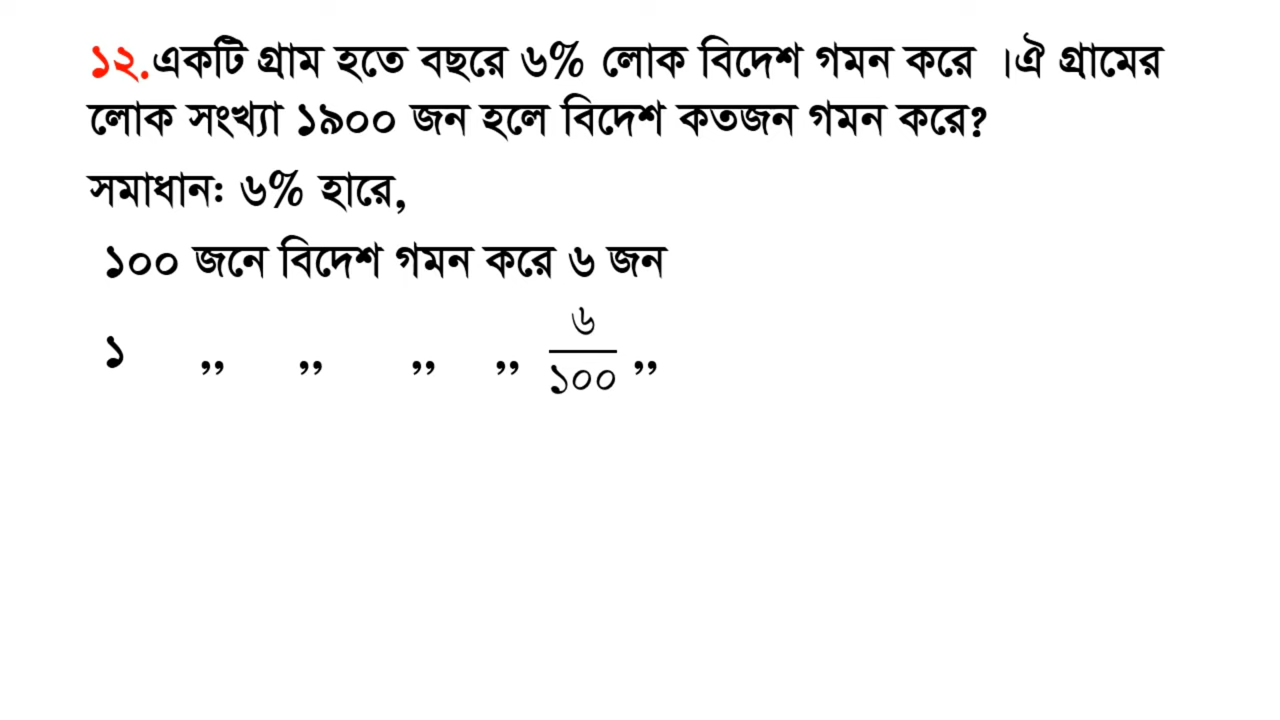 ১২.একটি গ্রাম হতে বছরে ৬% লোক বিদেশ গমন করে ।ঐ গ্রামের
লোক সংখ্যা ১৯০০ জন হলে বিদেশ কতজন গমন করে?
সমাধান: ৬% হারে,
১০০ জনে বিদেশ গমন করে ৬ জন
১ ,, ,, ,, ,, ৬/১০০ ,,